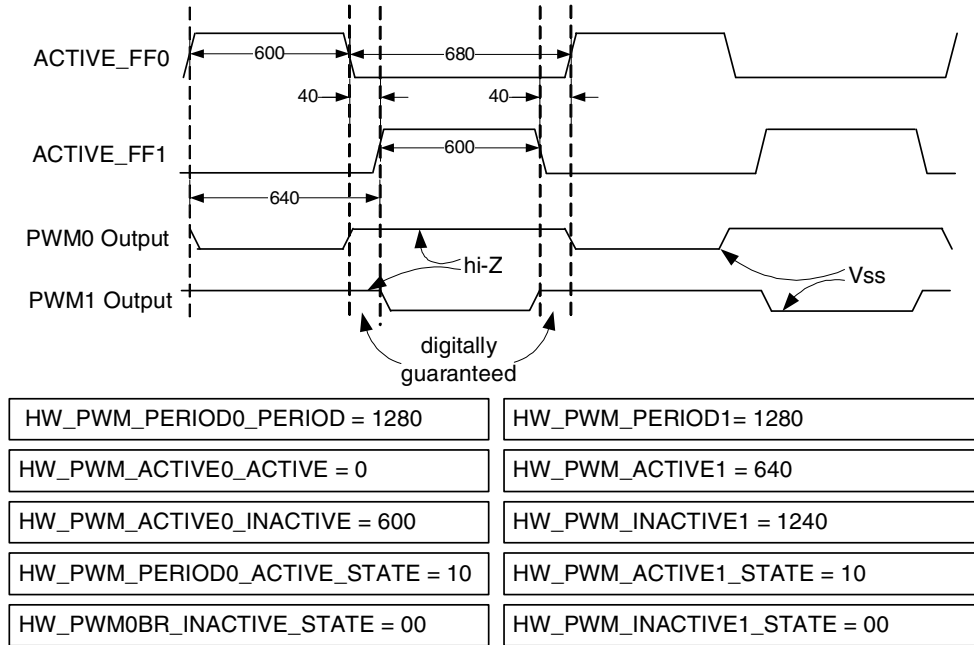 ACTIVE_FF0
600
680
40
40
ACTIVE_FF1
600
640
PWM0 Output
hi-Z
Vss
PWM1 Output
digitally
guaranteed
HW_PWM_PERIOD0_PERIOD = 1280
HW_PWM_PERIOD1= 1280
HW_PWM_ACTIVE0_ACTIVE = 0
HW_PWM_ACTIVE1 = 640
HW_PWM_ACTIVE0_INACTIVE = 600
HW_PWM_INACTIVE1 = 1240
HW_PWM_PERIOD0_ACTIVE_STATE = 10
HW_PWM_ACTIVE1_STATE = 10
HW_PWM0BR_INACTIVE_STATE = 00
HW_PWM_INACTIVE1_STATE = 00